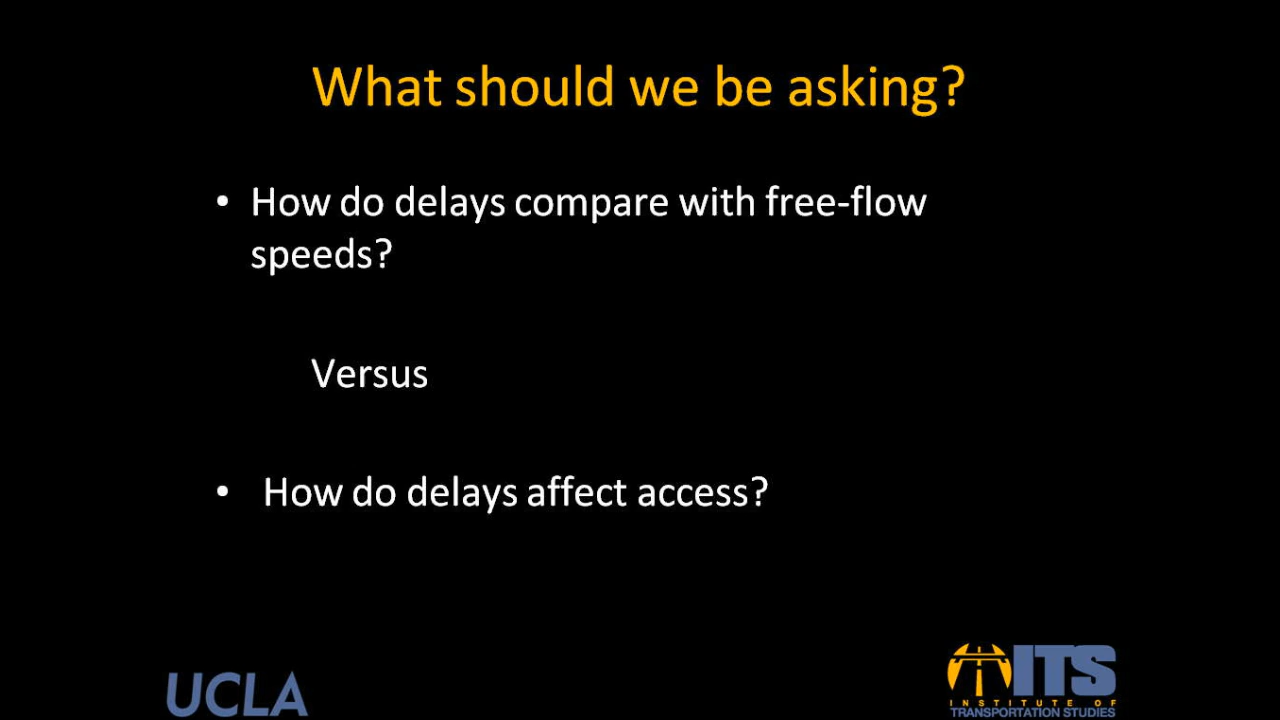 What should we be asking?
• How do delays compare with free-flow
speeds?
Versus
• How do delays affect access?
UCLA
ITS
INSTITUTE OF
TRANSPORTATION STUDIES